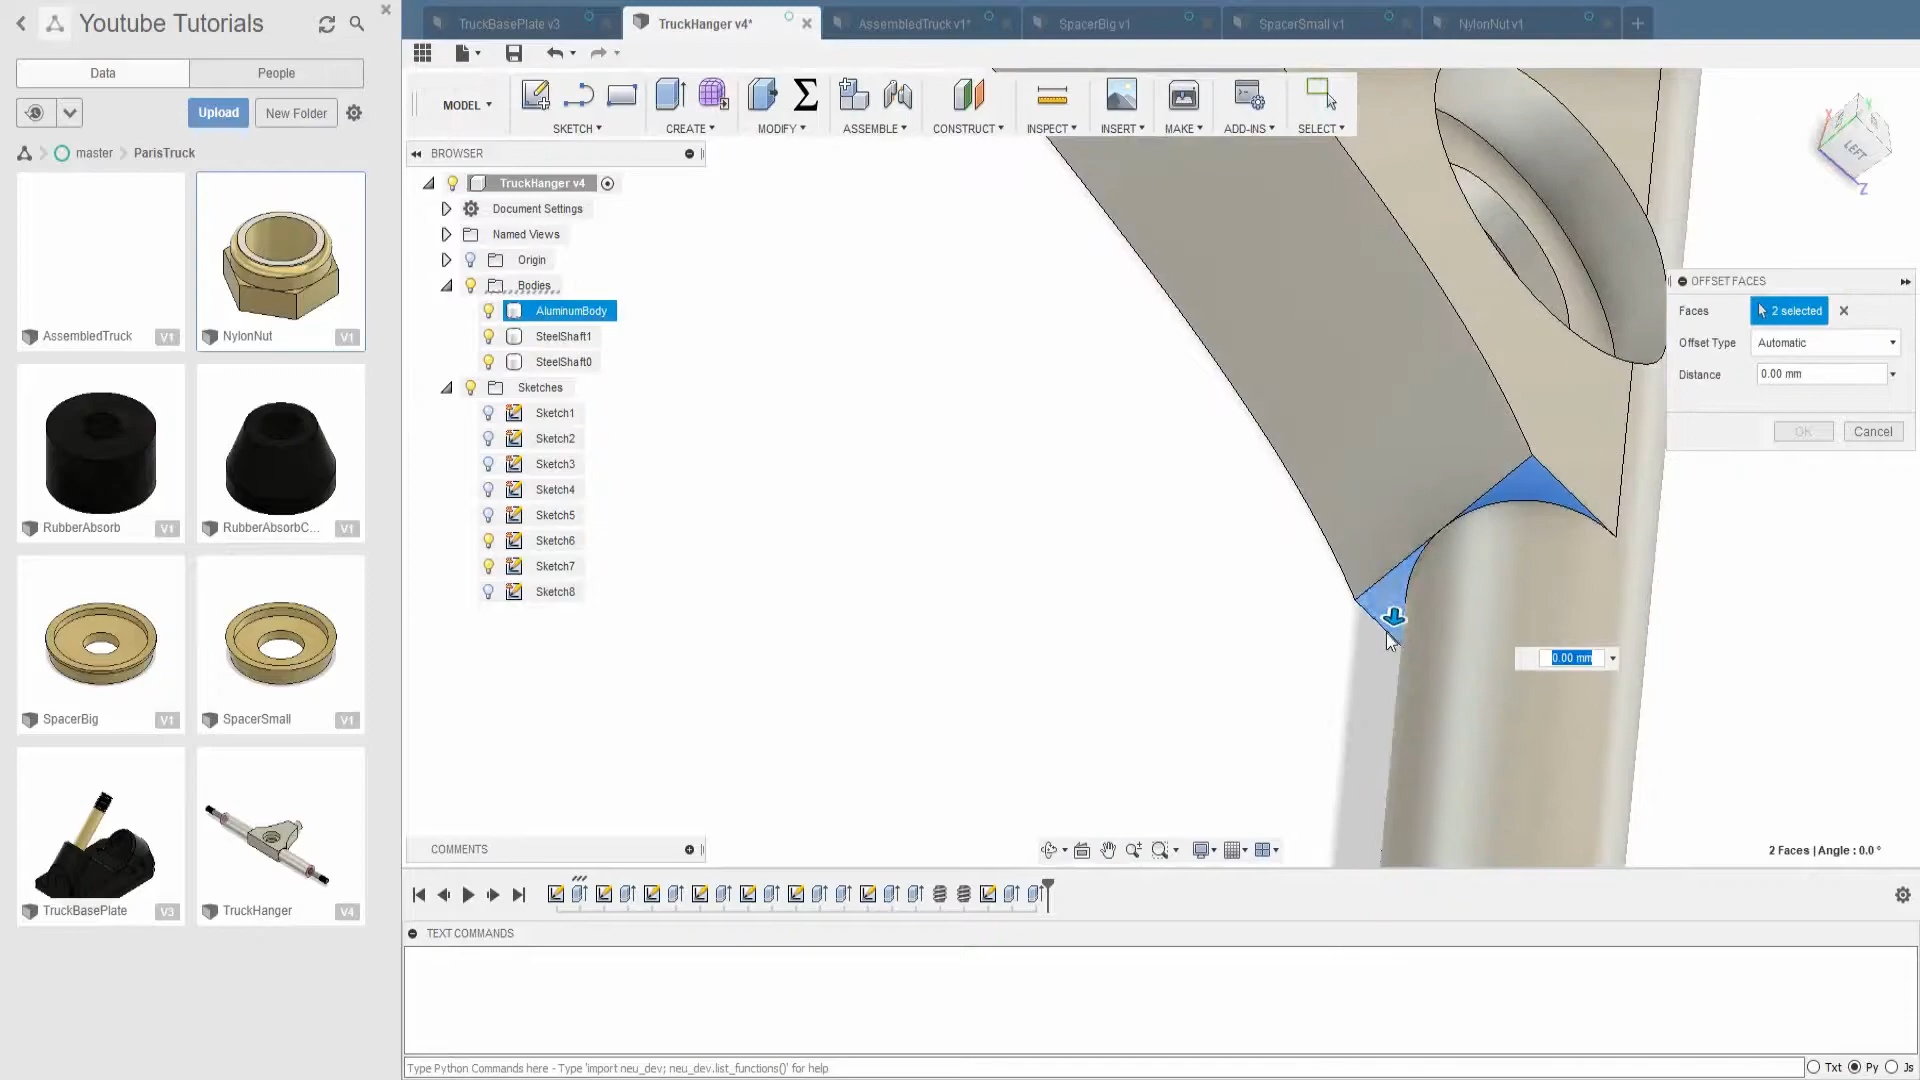 Youtube Tutorials
Data
People
Upload
New Folder
master
ParisTruck
AssembledTruck V1
NylonNut V1
RubberAbsorb V1
RubberAbsorbC... V1
SpacerBig V1
SpacerSmall V1
TruckBasePlate V3
TruckHanger V4
TruckBasePlate v3
TruckHanger v4*
AssembledTruck v1*
SpacerBig v1
SpacerSmall v1
NylonNut v1
MODEL
SKETCH
CREATE
MODIFY
ASSEMBLE
CONSTRUCT
INSPECT
INSERT
MAKE
ADD-INS
SELECT
BROWSER
TruckHanger v4
Document Settings
Named Views
Origin
Bodies
AluminumBody
SteelShaft1
SteelShaft0
Sketches
Sketch1
Sketch2
Sketch3
Sketch4
Sketch5
Sketch6
Sketch7
Sketch8
LEFT
X
Y
Z
OFFSET FACES
Faces 2 selected
Offset Type Automatic
Distance 0.00 mm
OK Cancel
0.00 mm
COMMENTS
2 Faces | Angle : 0.0 °
TEXT COMMANDS
Type Python Commands here - Type 'import neu_dev; neu_dev.list_functions()' for help
Txt Py Js